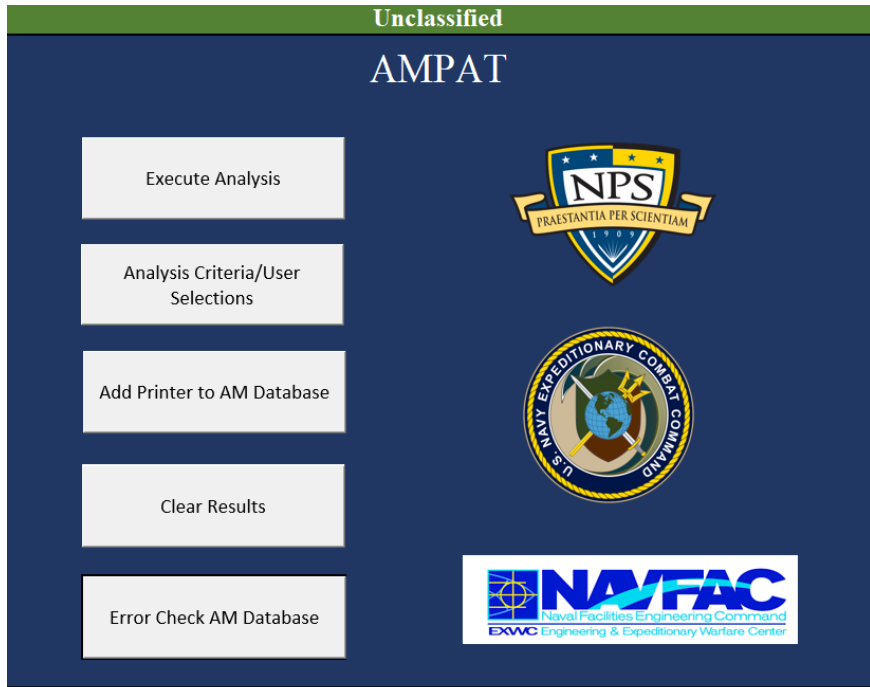 Unclassified
AMPAT
Execute Analysis
Analysis Criteria/User
Selections
Add Printer to AM Database
Clear Results
Error Check AM Database
NPS
PRAESTANTIA PER SCIENTIAM
1909
U.S. NAVY EXPEDITIONARY COMBAT COMMAND
NAVFAC
Naval Facilities Engineering Command
EXWC Engineering & Expeditionary Warfare Center